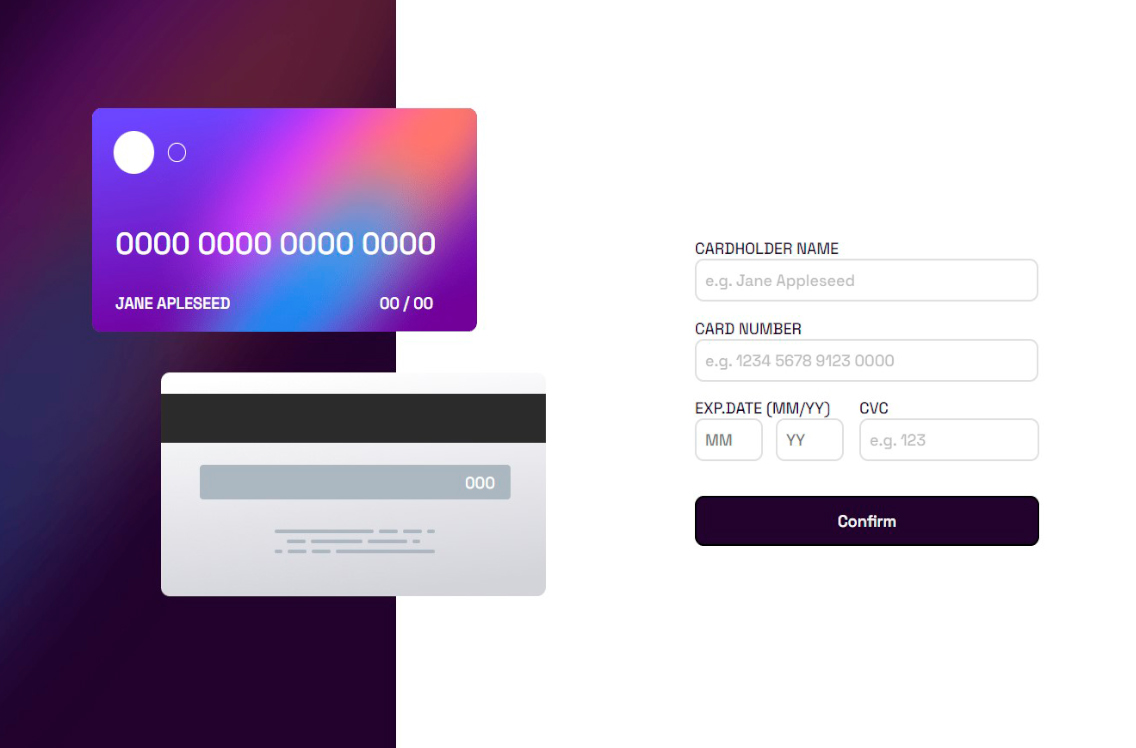 0000 0000 0000 0000
JANE APLESEED 00 / 00
000
CARDHOLDER NAME
e.g. Jane Appleseed
CARD NUMBER
e.g. 1234 5678 9123 0000
EXP.DATE (MM/YY) CVC
MM YY e.g. 123
Confirm